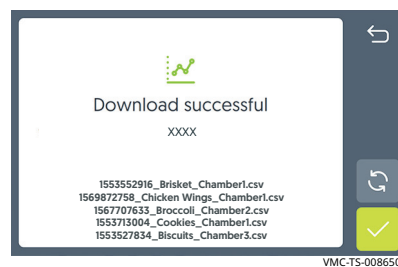 Download successful
XXXX
1553552916_Brisket_Chamber1.csv
1569872758_Chicken Wings_Chamber1.csv
1567707633_Broccoli_Chamber2.csv
1553713004_Cookies_Chamber1.csv
1553527834_Biscuits_Chamber3.csv
VMC-TS-008650